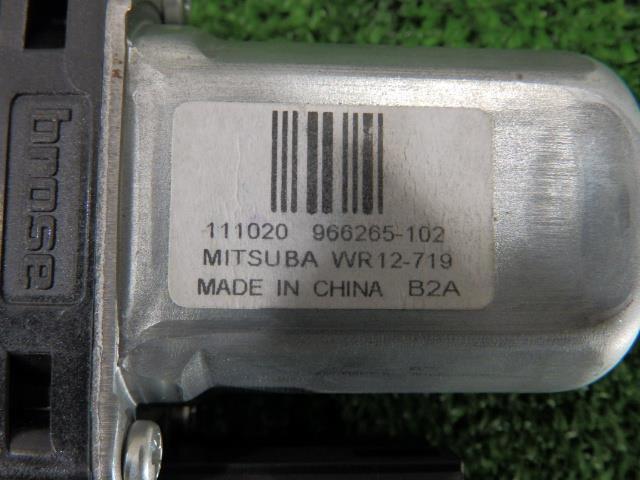 brose
111020 966265-102
MITSUBA WR12-719
MADE IN CHINA B2A